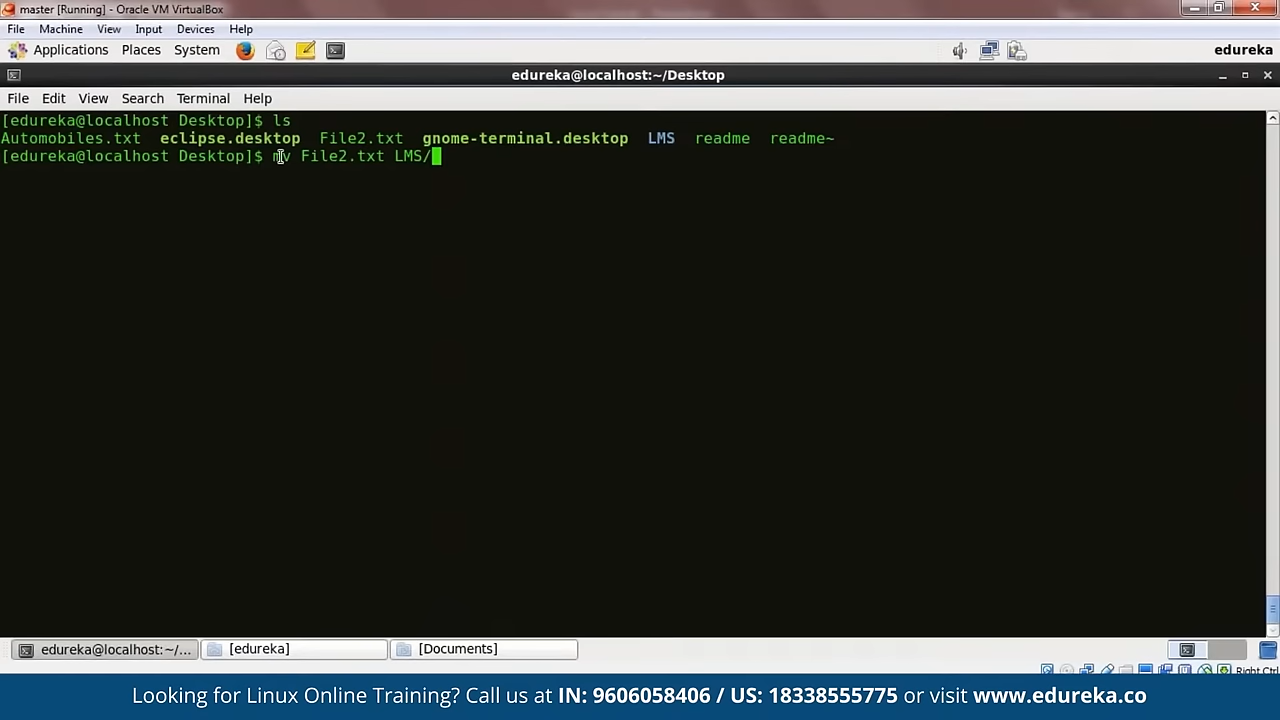 master [Running] - Oracle VM VirtualBox
File Machine View Input Devices Help
Applications Places System edureka
edureka@localhost:~/Desktop
File Edit View Search Terminal Help
[edureka@localhost Desktop]$ ls
Automobiles.txt eclipse.desktop File2.txt gnome-terminal.desktop LMS readme readme~
[edureka@localhost Desktop]$ mv File2.txt LMS/
edureka@localhost:~/... [edureka] [Documents]
Right Ctrl
Looking for Linux Online Training? Call us at IN: 9606058406 / US: 18338555775 or visit www.edureka.co